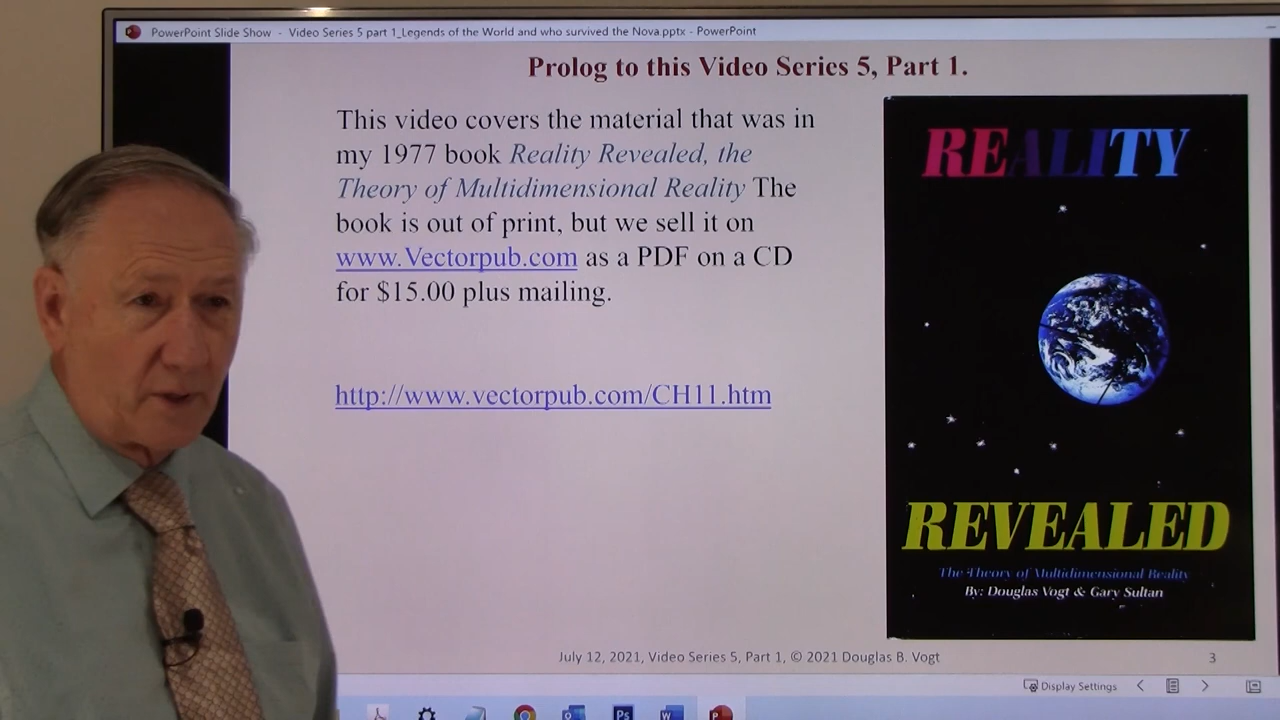 PowerPoint Slide Show - Video Series 5 part 1_Legends of the World and who survived the Nova.pptx - PowerPoint
Prolog to this Video Series 5, Part 1.
This video covers the material that was in
my 1977 book Reality Revealed, the
Theory of Multidimensional Reality The
book is out of print, but we sell it on
www.Vectorpub.com as a PDF on a CD
for $15.00 plus mailing.
http://www.vectorpub.com/CH11.htm
REALITY
REVEALED
The Theory of Multidimensional Reality
By: Douglas Vogt & Gary Sultan
July 12, 2021, Video Series 5, Part 1, © 2021 Douglas B. Vogt
3
Display Settings